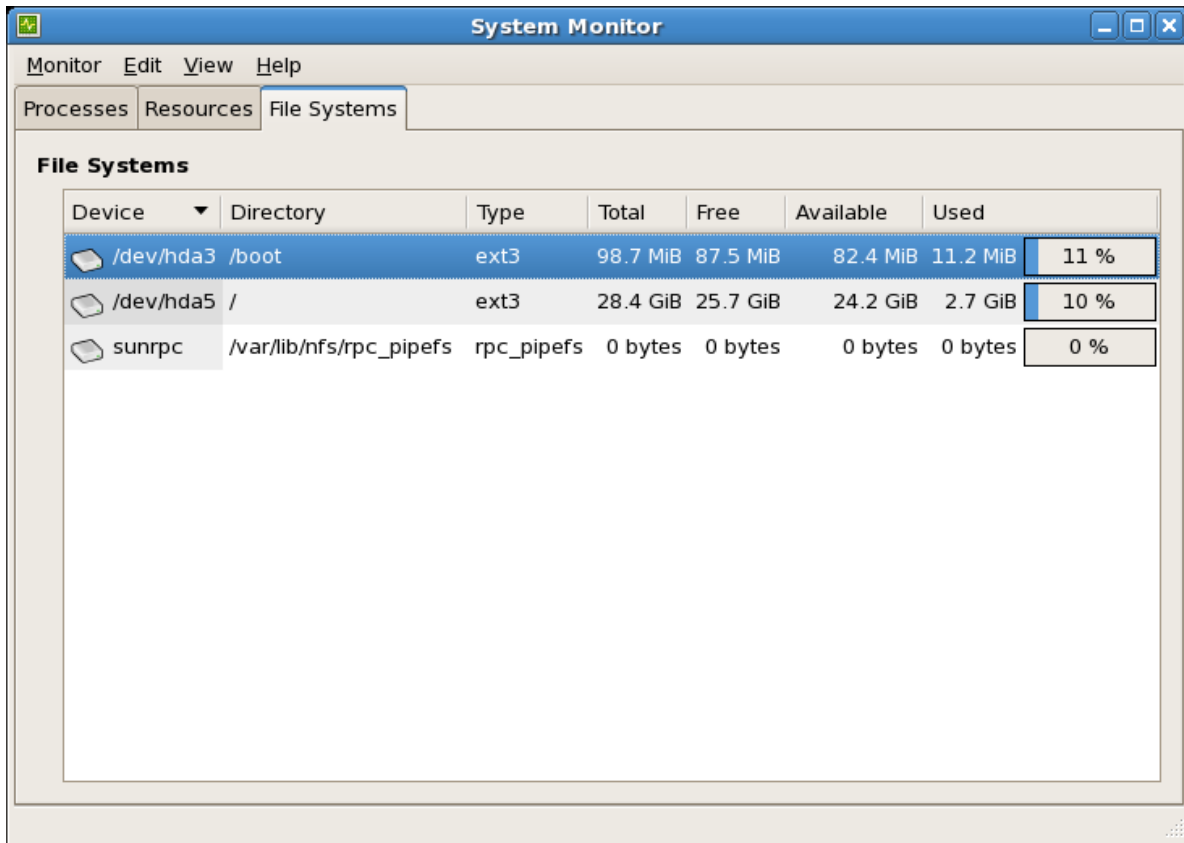 System Monitor
Monitor Edit View Help
Processes Resources File Systems
File Systems
Device Directory Type Total Free Available Used
/dev/hda3 /boot ext3 98.7 MiB 87.5 MiB 82.4 MiB 11.2 MiB 11 %
/dev/hda5 / ext3 28.4 GiB 25.7 GiB 24.2 GiB 2.7 GiB 10 %
sunrpc /var/lib/nfs/rpc_pipefs rpc_pipefs 0 bytes 0 bytes 0 bytes 0 bytes 0 %